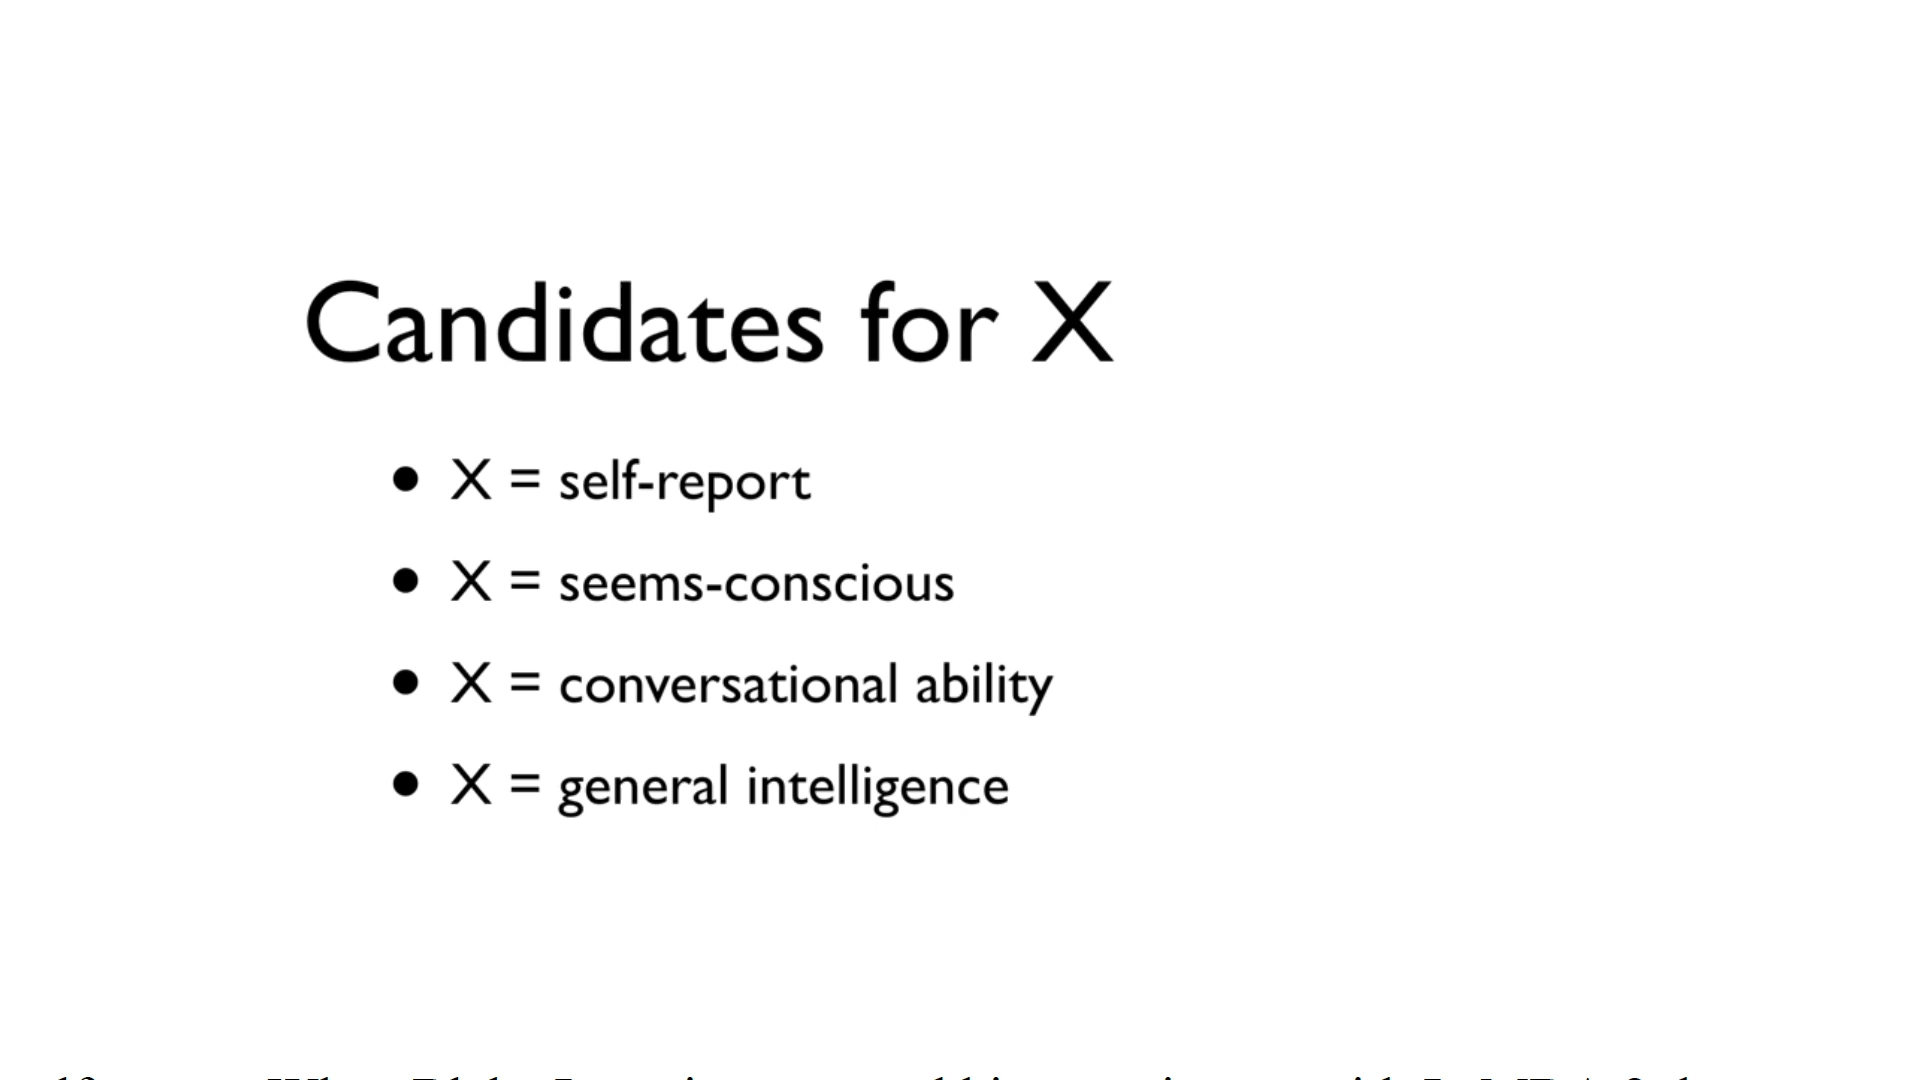 Candidates for X
• X = self-report
• X = seems-conscious
• X = conversational ability
• X = general intelligence